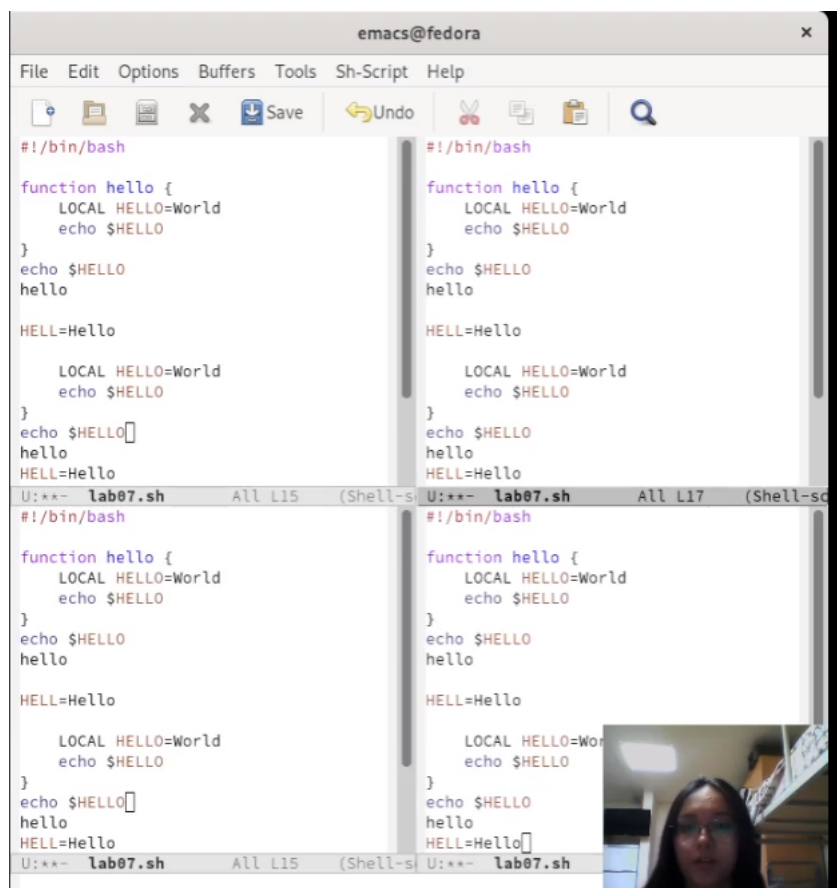 emacs@fedora
File Edit Options Buffers Tools Sh-Script Help
Save Undo
#!/bin/bash
function hello {
    LOCAL HELLO=World
    echo $HELLO
}
echo $HELLO
hello
HELL=Hello
    LOCAL HELLO=World
    echo $HELLO
}
echo $HELLO
hello
HELL=Hello
U:**-  lab07.sh All L15 (Shell-s
#!/bin/bash
function hello {
    LOCAL HELLO=World
    echo $HELLO
}
echo $HELLO
hello
HELL=Hello
    LOCAL HELLO=World
    echo $HELLO
}
echo $HELLO
hello
HELL=Hello
U:**-  lab07.sh All L17 (Shell-sc
#!/bin/bash
function hello {
    LOCAL HELLO=World
    echo $HELLO
}
echo $HELLO
hello
HELL=Hello
    LOCAL HELLO=World
    echo $HELLO
}
echo $HELLO
hello
HELL=Hello
U:**-  lab07.sh All L15 (Shell-s
#!/bin/bash
function hello {
    LOCAL HELLO=World
    echo $HELLO
}
echo $HELLO
hello
HELL=Hello
    LOCAL HELLO=Wor
    echo $HELLO
}
echo $HELLO
hello
HELL=Hello
U:**-  lab07.sh